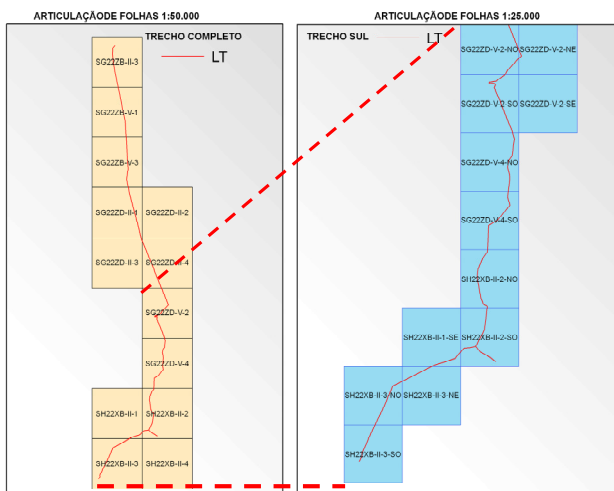 ARTICULAÇÃODE FOLHAS 1:50.000
TRECHO COMPLETO
LT
SG22ZB-II-3
SG22ZB-V-1
SG22ZB-V-3
SG22ZD-II-1
SG22ZD-II-2
SG22ZD-II-3
SG22ZD-II-4
SG22ZD-V-2
SG22ZD-V-4
SH22XB-II-1
SH22XB-II-2
SH22XB-II-3
SH22XB-II-4
ARTICULAÇÃODE FOLHAS 1:25.000
TRECHO SUL
LT
SG22ZD-V-2-NO
SG22ZD-V-2-NE
SG22ZD-V-2-SO
SG22ZD-V-2-SE
SG22ZD-V-4-NO
SG22ZD-V-4-SO
SH22XB-II-2-NO
SH22XB-II-1-SE
SH22XB-II-2-SO
SH22XB-II-3-NO
SH22XB-II-3-NE
SH22XB-II-3-SO